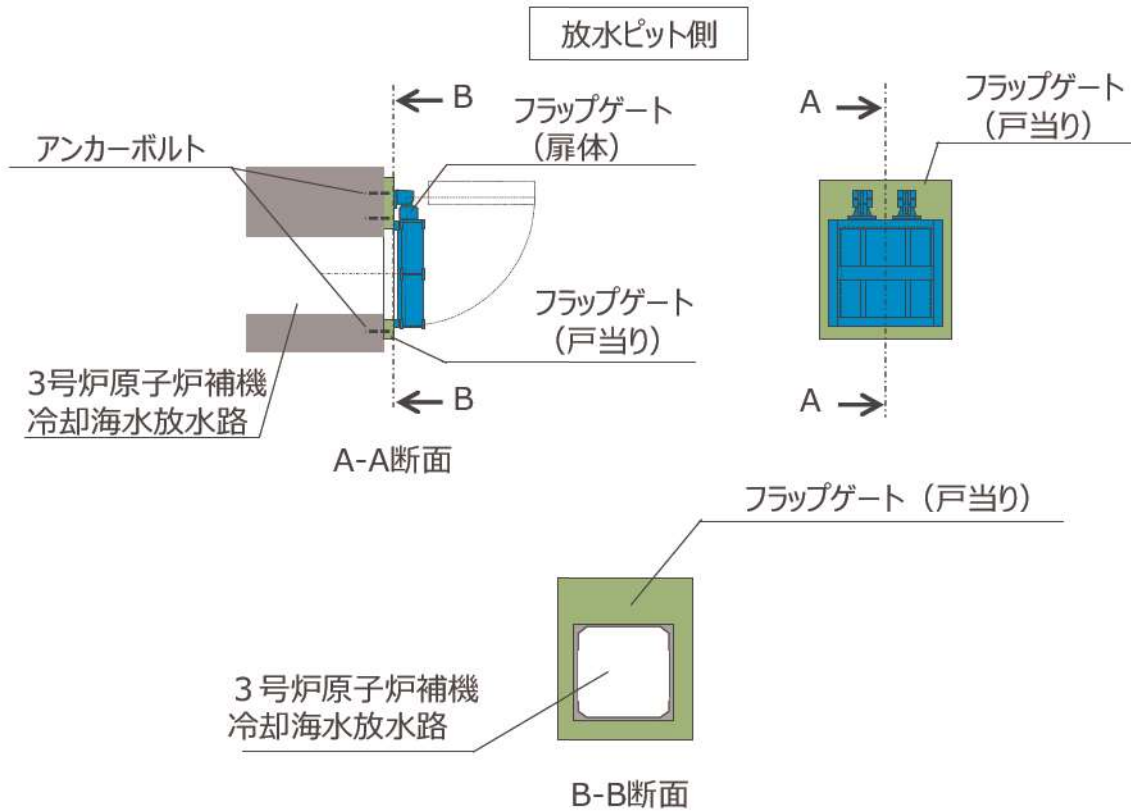 放水ピット側
B
フラップゲート
(扉体)
アンカーボルト
フラップゲート
(戸当り)
3号炉原子炉補機
冷却海水放水路
B
A-A断面
A
フラップゲート
(戸当り)
A
フラップゲート（戸当り）
３号炉原子炉補機
冷却海水放水路
B-B断面